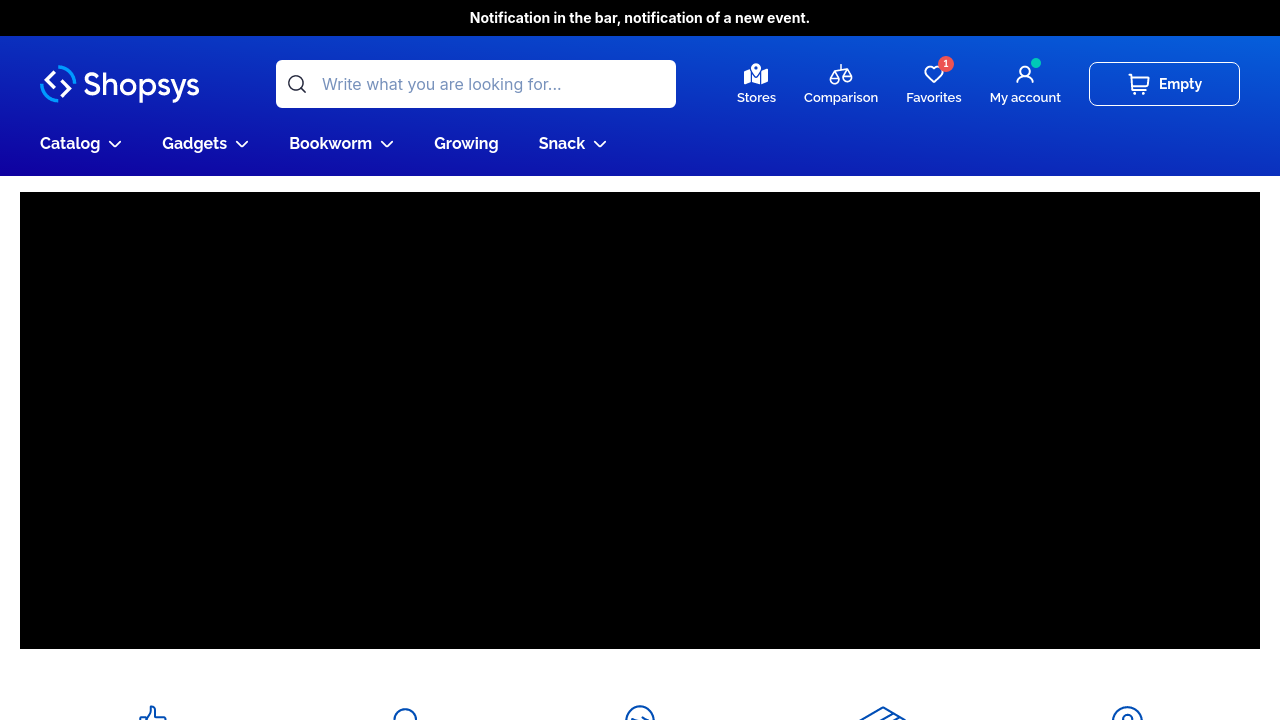 Notification in the bar, notification of a new event.
Shopsys
Write what you are looking for...
Stores
Comparison
1
Favorites
My account
Empty
Catalog
Gadgets
Bookworm
Growing
Snack